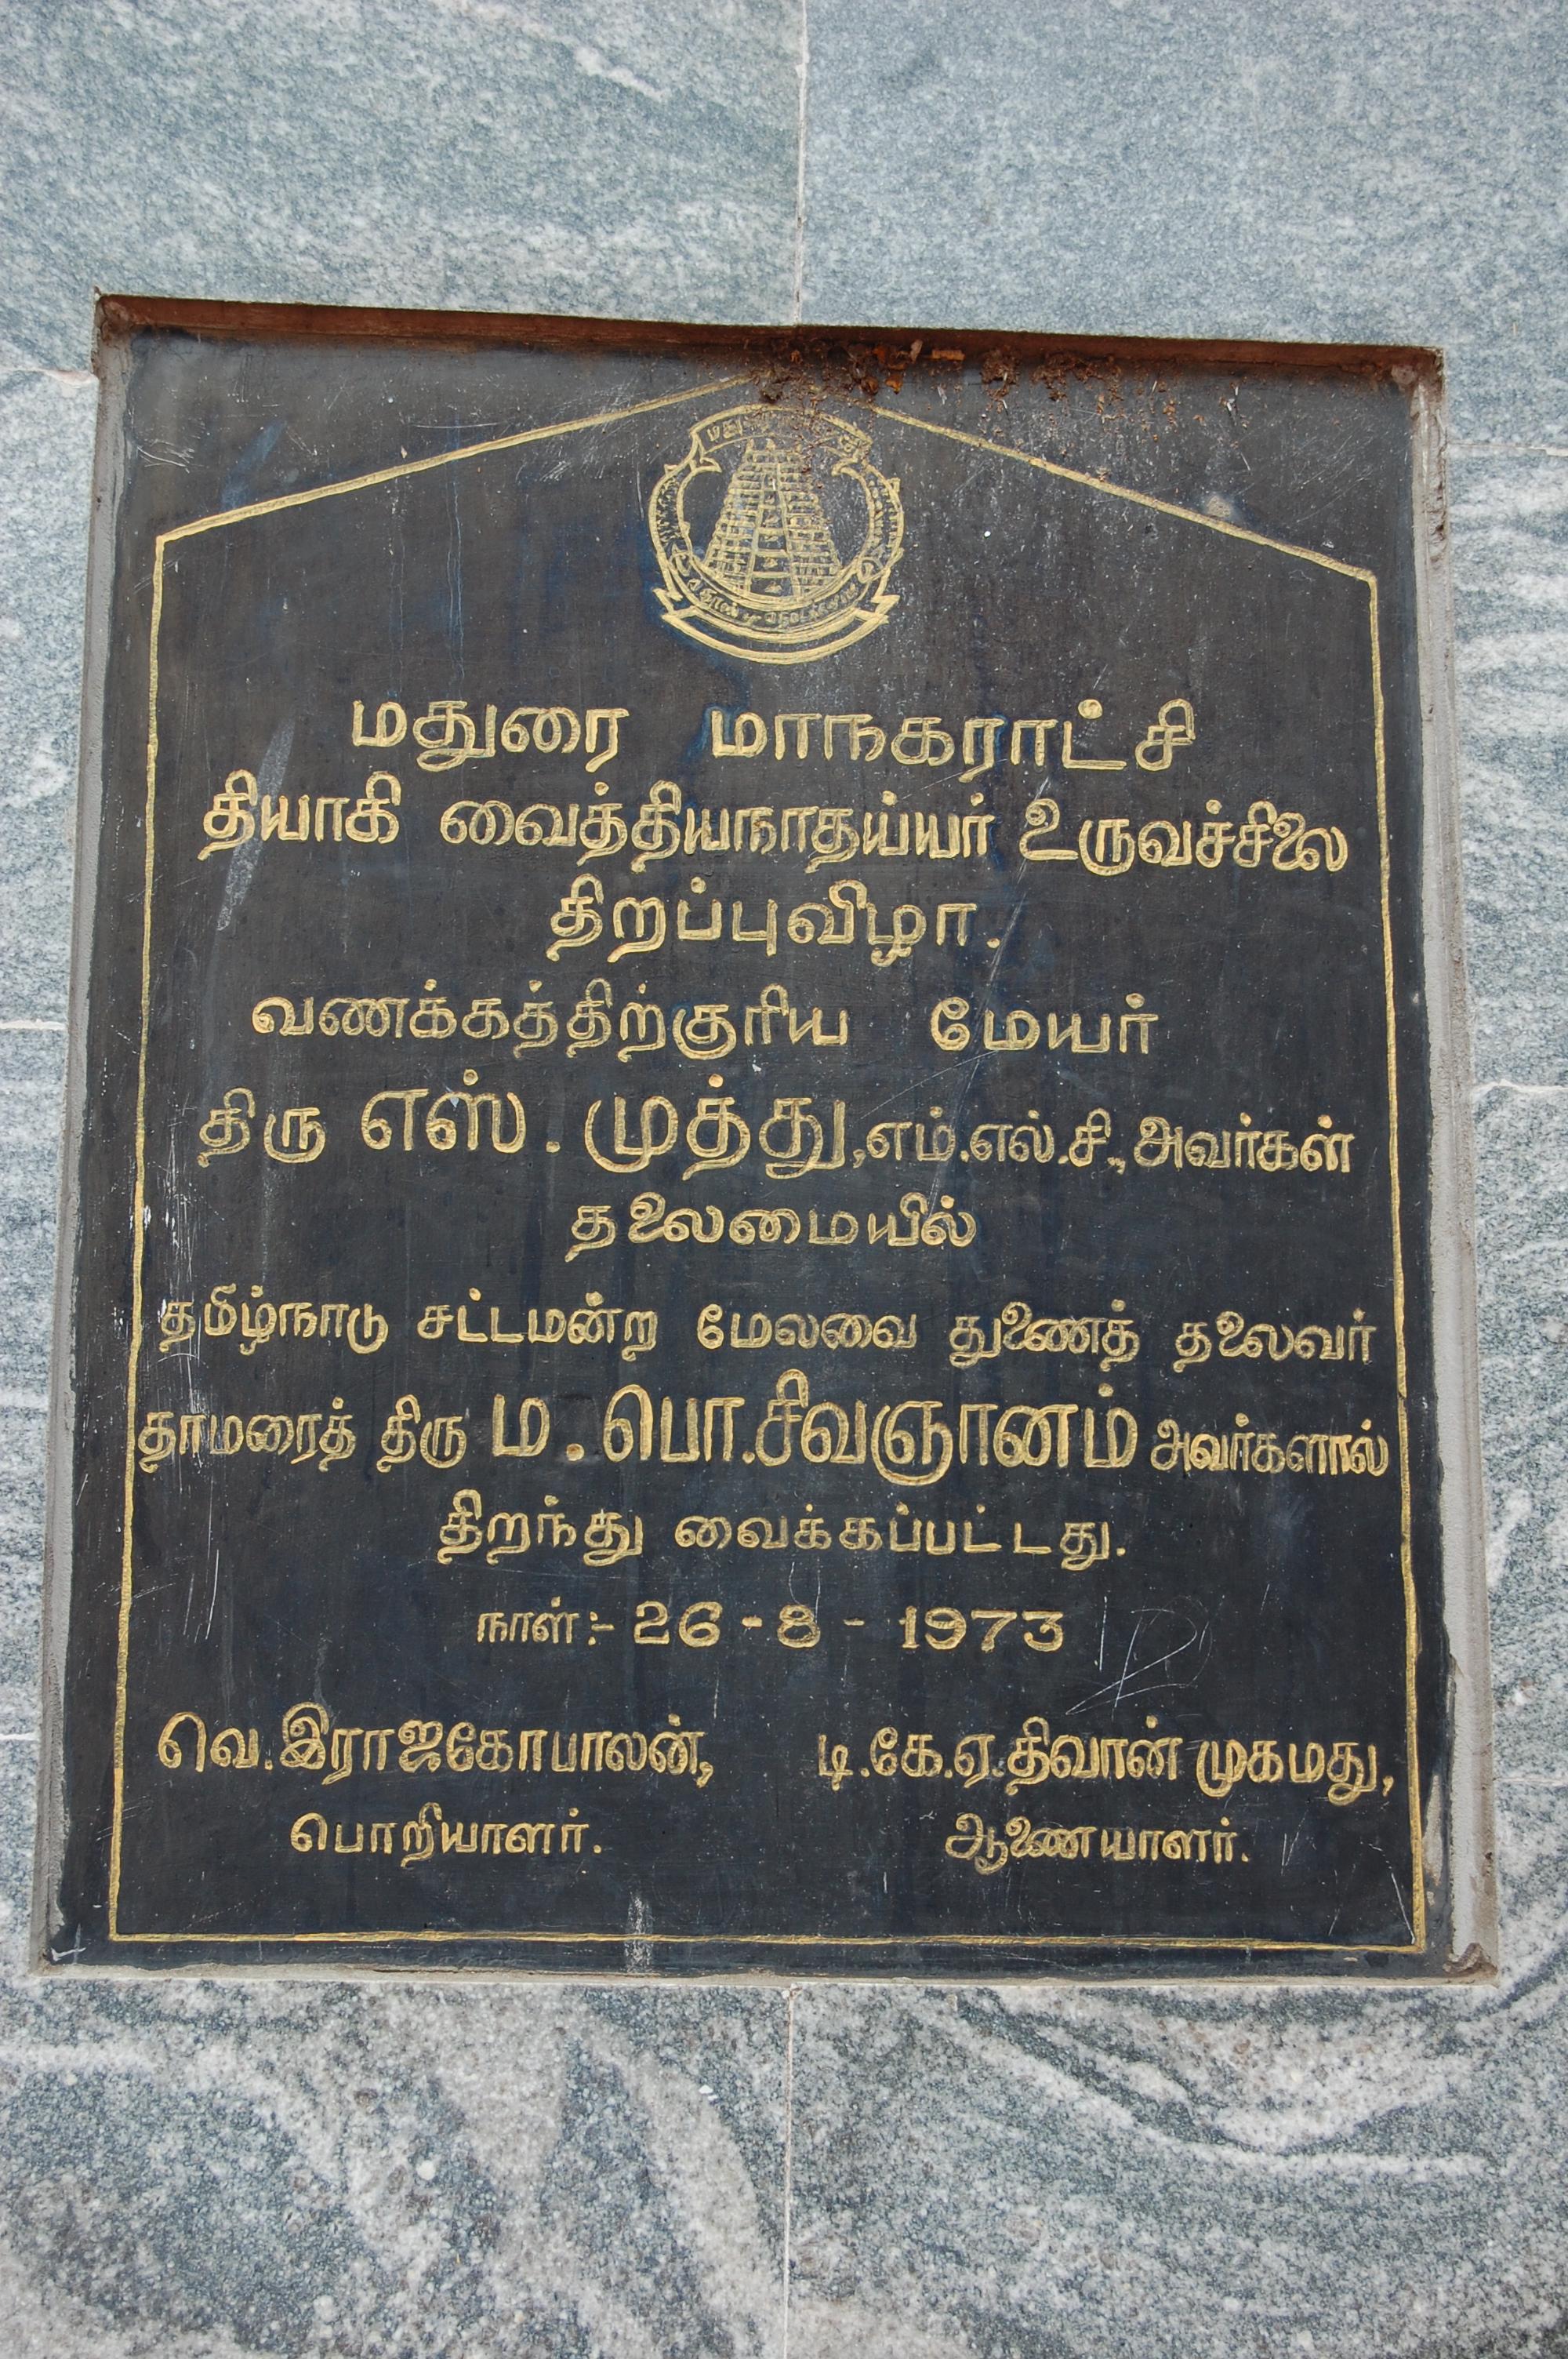 மதுரை மாநகராட்சி
தியாகி வைத்தியநாதய்யர் உருவச்சிலை
திறப்புவிழா.
வணக்கத்திற்குரிய மேயர்
திரு எஸ். முத்து, எம்.எல்.சி., அவர்கள்
தலைமையில்
தமிழ்நாடு சட்டமன்ற மேலவை துணைத் தலைவர்
தாமரைத் திரு ம. பொ. சிவஞானம் அவர்களால்
திறந்து வைக்கப்பட்டது.
நாள்:- 26-8-1973
வெ. இராஜகோபாலன், டி.கே.ஏ. திவான் முகமது,
பொறியாளர். ஆணையாளர்.